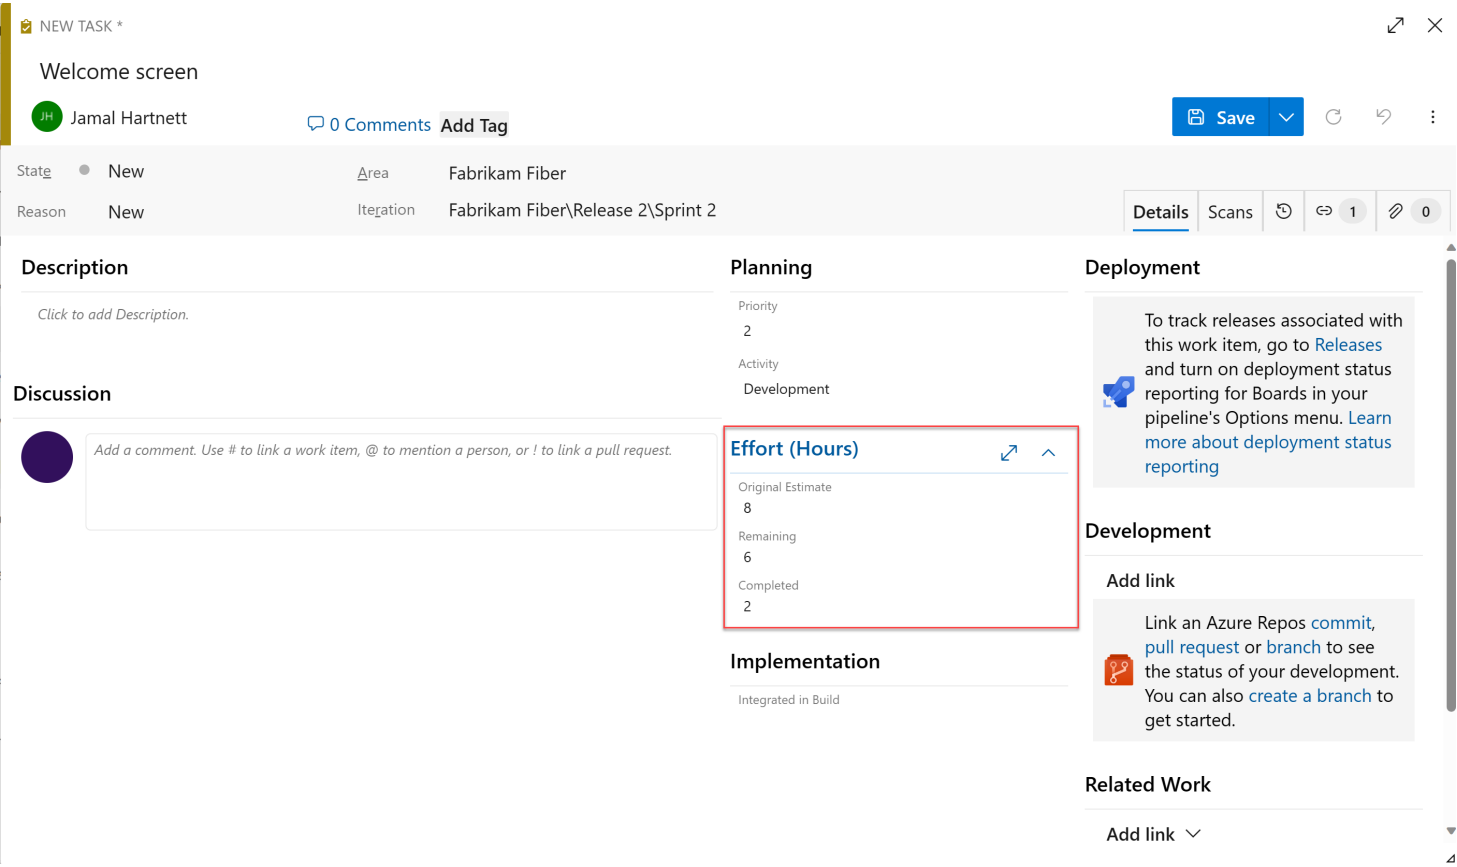 NEW TASK *
Welcome screen
JH
Jamal Hartnett
0 Comments
Add Tag
Save
State
New
Area
Fabrikam Fiber
Reason
New
Iteration
Fabrikam Fiber\Release 2\Sprint 2
Details
Scans
1
0
Description
Click to add Description.
Discussion
Add a comment. Use # to link a work item, @ to mention a person, or ! to link a pull request.
Planning
Priority
2
Activity
Development
Effort (Hours)
Original Estimate
8
Remaining
6
Completed
2
Implementation
Integrated in Build
Deployment
To track releases associated with
this work item, go to Releases
and turn on deployment status
reporting for Boards in your
pipeline's Options menu. Learn
more about deployment status
reporting
Development
Add link
Link an Azure Repos commit,
pull request or branch to see
the status of your development.
You can also create a branch to
get started.
Related Work
Add link